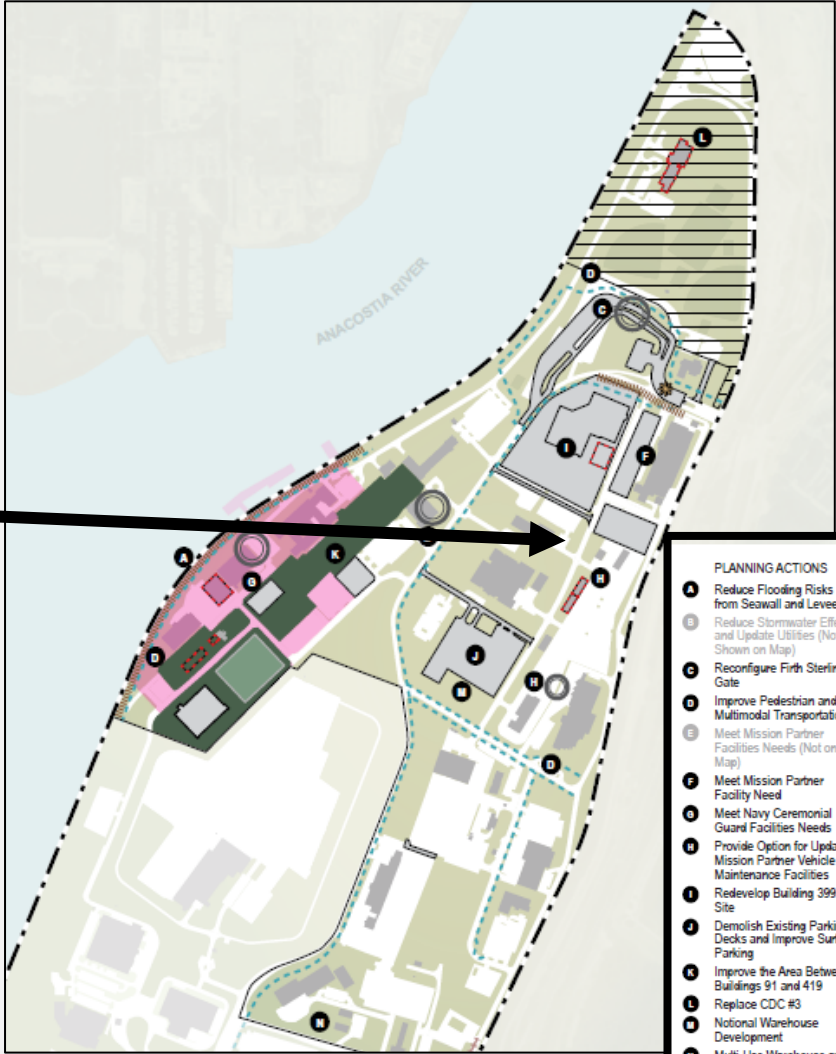 L
D
C
ANACOSTIA RIVER
I
F
A
K
G
H
D
J
H
M
D
N
PLANNING ACTIONS
A Reduce Flooding Risks
from Seawall and Levee
B Reduce Stormwater
and Update Utilities
Shown on Map)
C Reconfigure Firth
Gate
D Improve Pedestrian and
Multimodal
E Meet Mission Partner
Facilities Needs (Not on
Map)
F Meet Mission Partner
Facility Need
G Meet Navy Ceremonial
Guard Facilities Needs
H Provide Option for
Mission Partner Vehicle
Maintenance Facilities
I Redevelop Building 399
Site
J Demolish Existing
Decks and Improve
Parking
K Improve the Area
Buildings 91 and 419
L Replace CDC #3
M Notional Warehouse
Development